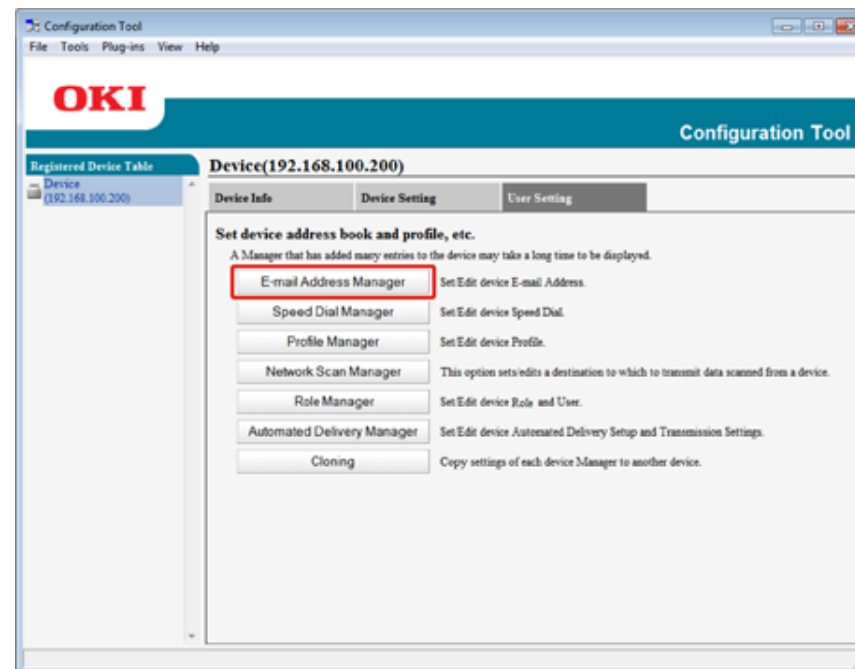 Configuration Tool
File Tools Plug-ins View Help
OKI
Configuration Tool
Registered Device Table
Device
(192.168.100.200)
Device(192.168.100.200)
Device Info Device Setting User Setting
Set device address book and profile, etc.
A Manager that has added many entries to the device may take a long time to be displayed.
E-mail Address Manager Set/Edit device E-mail Address.
Speed Dial Manager Set/Edit device Speed Dial.
Profile Manager Set/Edit device Profile.
Network Scan Manager This option sets/edits a destination to which to transmit data scanned from a device.
Role Manager Set/Edit device Role and User.
Automated Delivery Manager Set/Edit device Automated Delivery Setup and Transmission Settings.
Cloning Copy settings of each device Manager to another device.